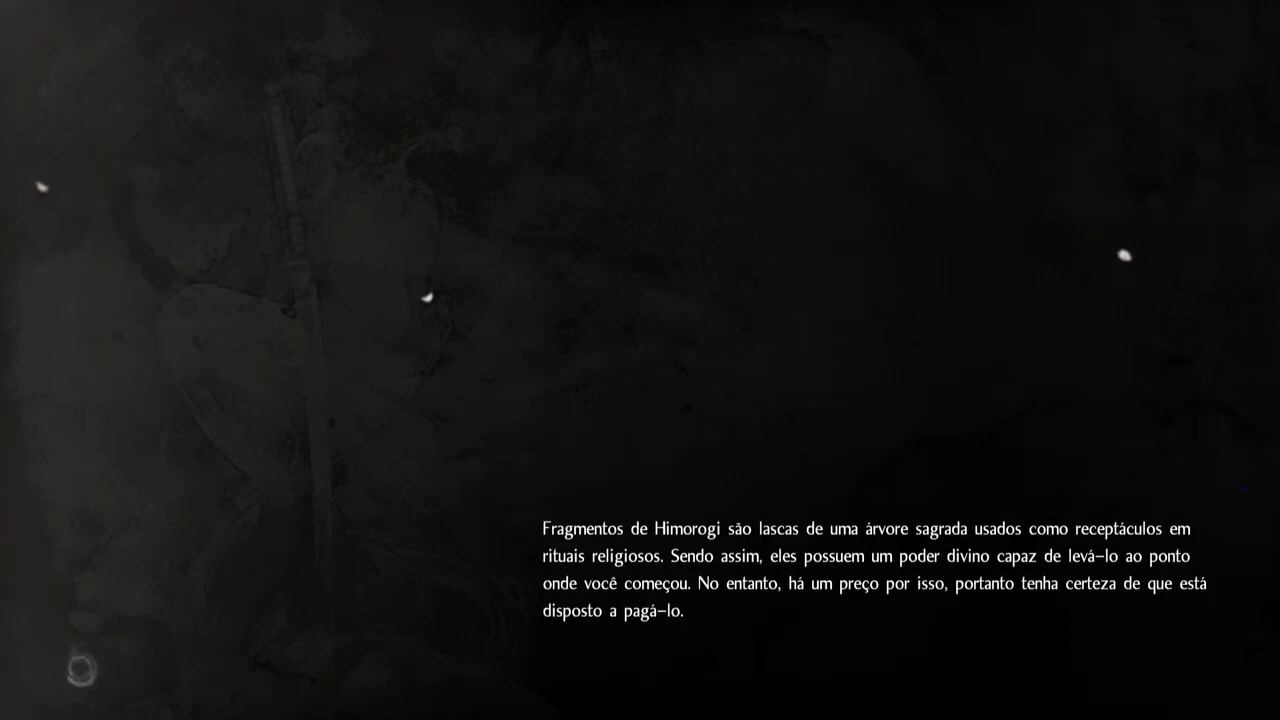 Fragmentos de Himorogi são lascas de uma árvore sagrada usados como receptáculos em
rituais religiosos. Sendo assim, eles possuem um poder divino capaz de levá-lo ao ponto
onde você começou. No entanto, há um preço por isso, portanto tenha certeza de que está
disposto a pagá-lo.